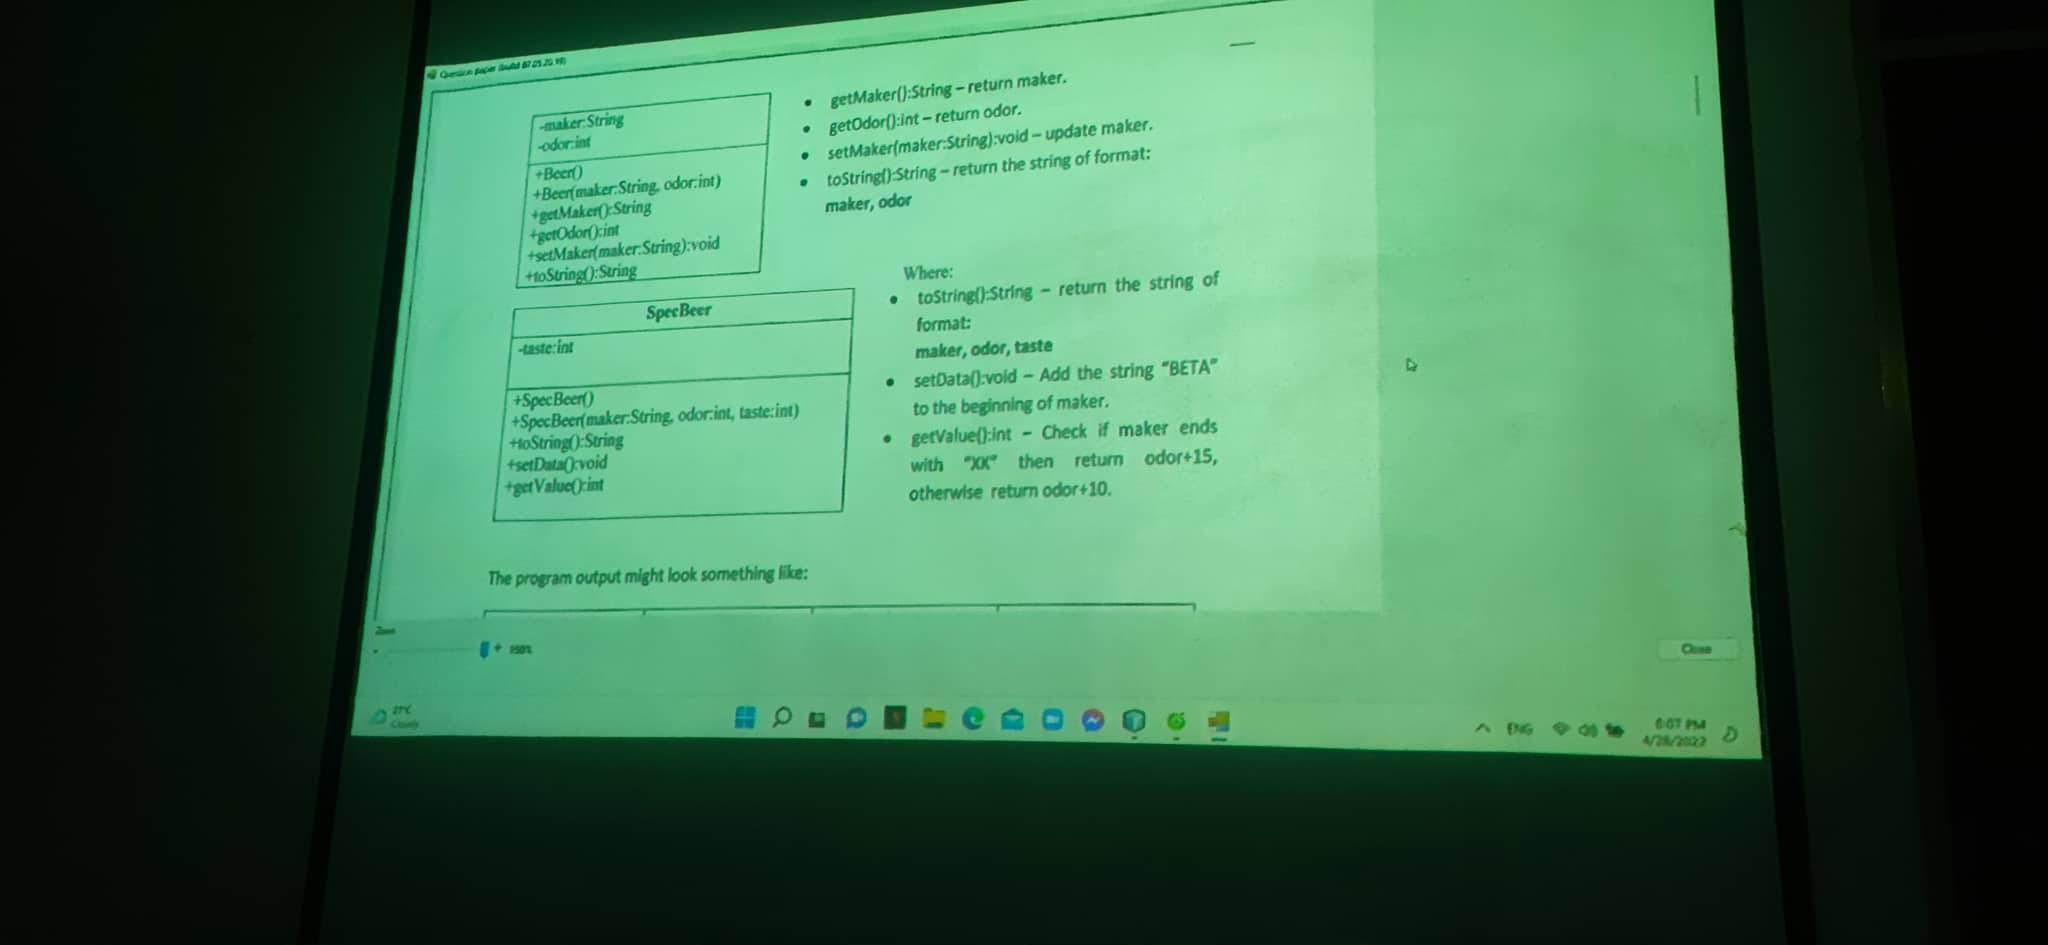 Question paper
-maker:String
-odor:int
+Beer()
+Beer(maker:String, odor:int)
+getMaker():String
+getOdor():int
+setMaker(maker:String):void
+toString():String
• getMaker():String – return maker.
• getOdor():int – return odor.
• setMaker(maker:String):void – update maker.
• toString():String – return the string of format:
maker, odor
SpecBeer
-taste:int
+SpecBeer()
+SpecBeer(maker:String, odor:int, taste:int)
+toString():String
+setData():void
+getValue():int
Where:
• toString():String – return the string of
format:
maker, odor, taste
• setData():void – Add the string “BETA”
to the beginning of maker.
• getValue():int – Check if maker ends
with “XK” then return odor+15,
otherwise return odor+10.
The program output might look something like:
Zoom
- +
Close
27°C
Cloudy
ENG
6:07 PM
4/28/2022